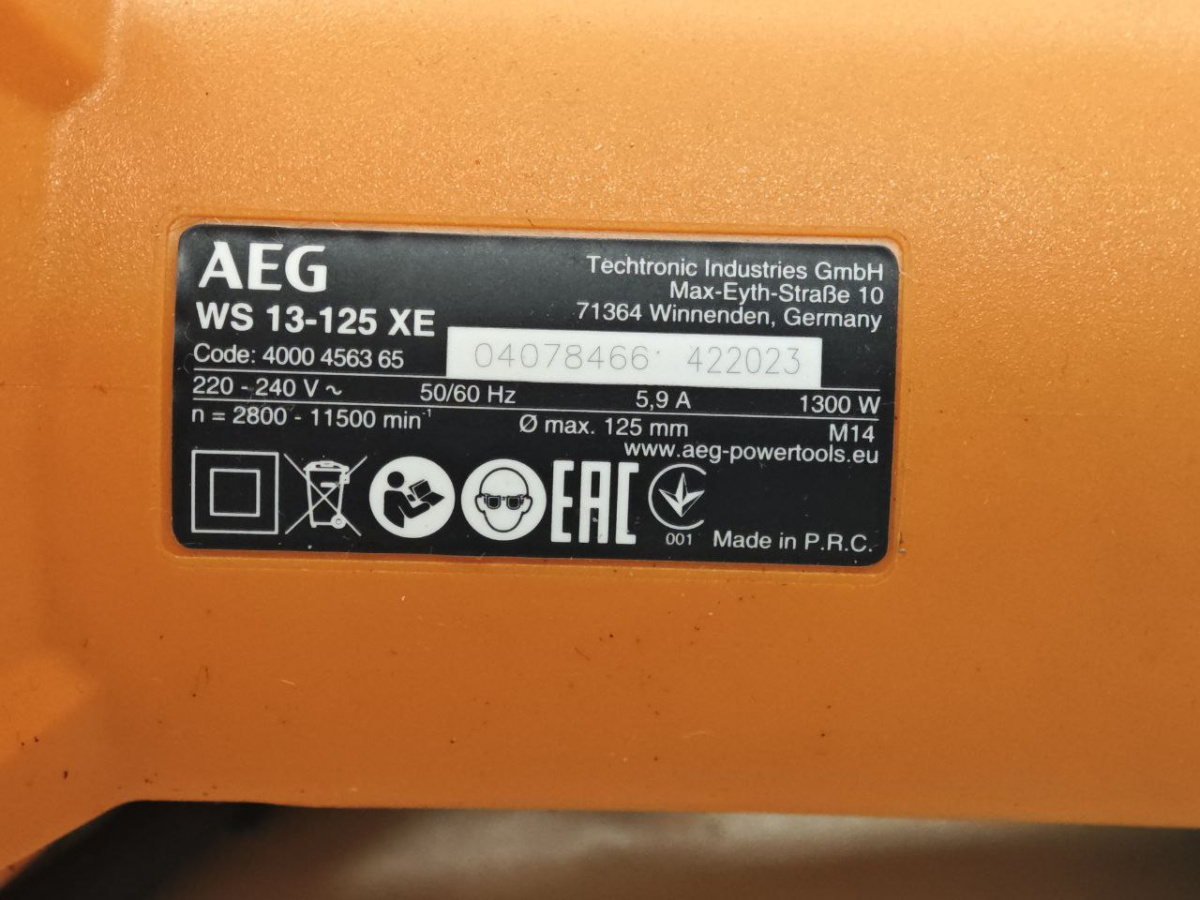 AEG
Techtronic Industries GmbH
Max-Eyth-Straße 10
71364 Winnenden, Germany
WS 13-125 XE
Code: 4000 4563 65
04078466 422023
220 - 240 V ~ 50/60 Hz 5,9 A 1300 W
n = 2800 - 11500 min⁻¹ Ø max. 125 mm M14
www.aeg-powertools.eu
EAC
001 Made in P.R.C.